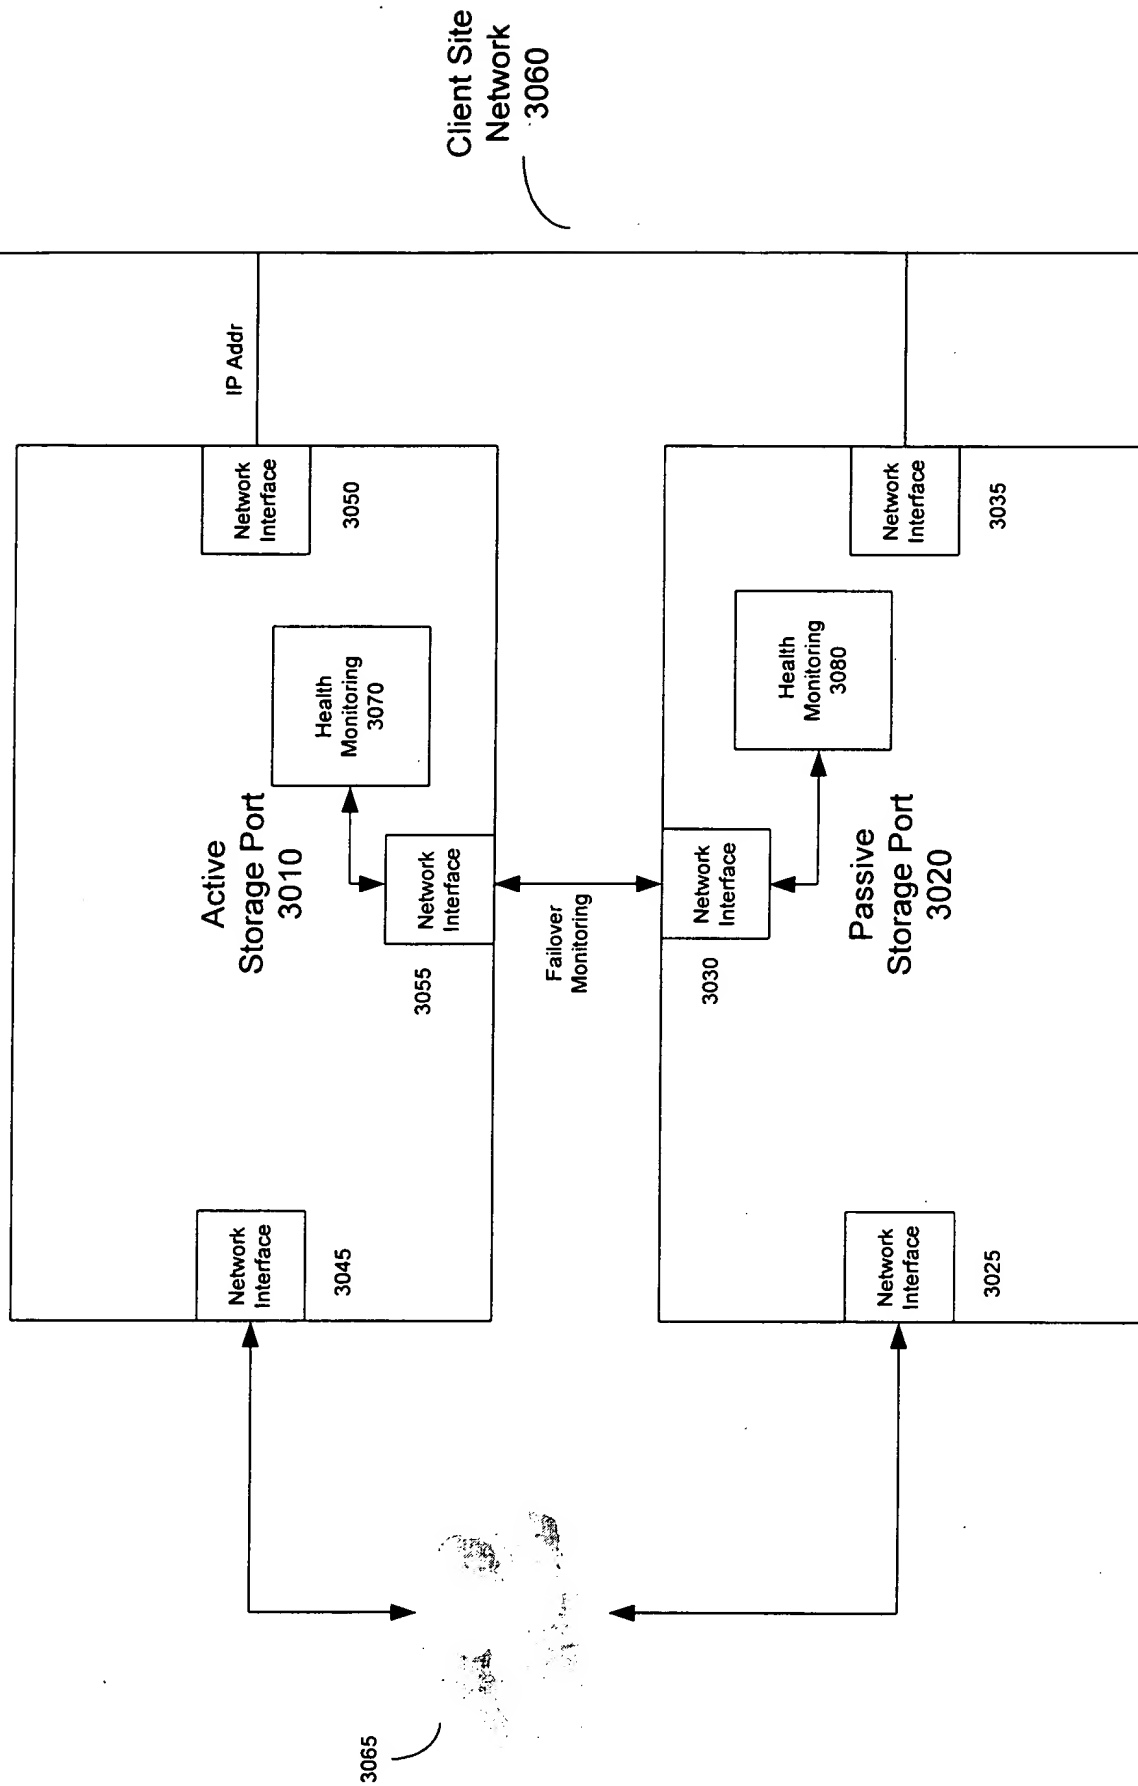 Client Site
Network
3060
IP Addr
Network
Interface
3050
Health
Monitoring
3070
Active
Storage Port
3010
Network
Interface
3055
Network
Interface
3045
Failover
Monitoring
Network
Interface
3035
Health
Monitoring
3080
Network
Interface
3030
Passive
Storage Port
3020
Network
Interface
3025
3065